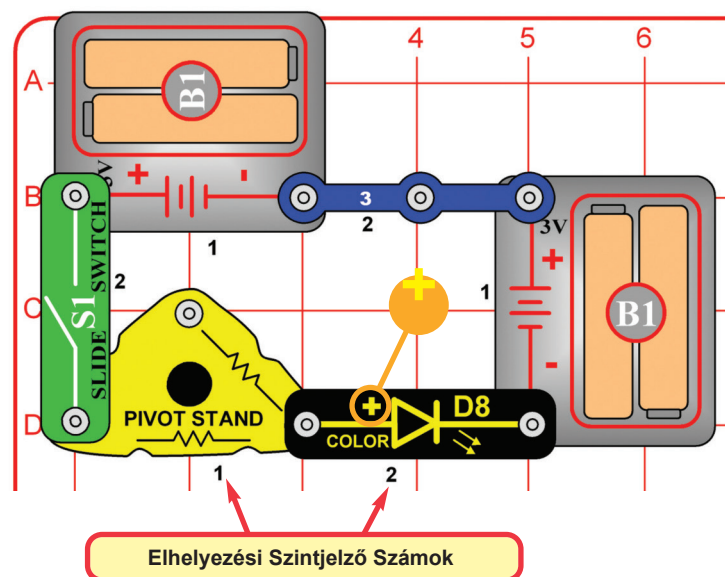 4 5 6
A
B1
3V
+ -
B
3
2
1
3V
S1
SLIDE SWITCH
2
C
+
1
+
B1
-
D
PIVOT STAND
+
COLOR
D8
1
2
Elhelyezési Szintjelző Számok